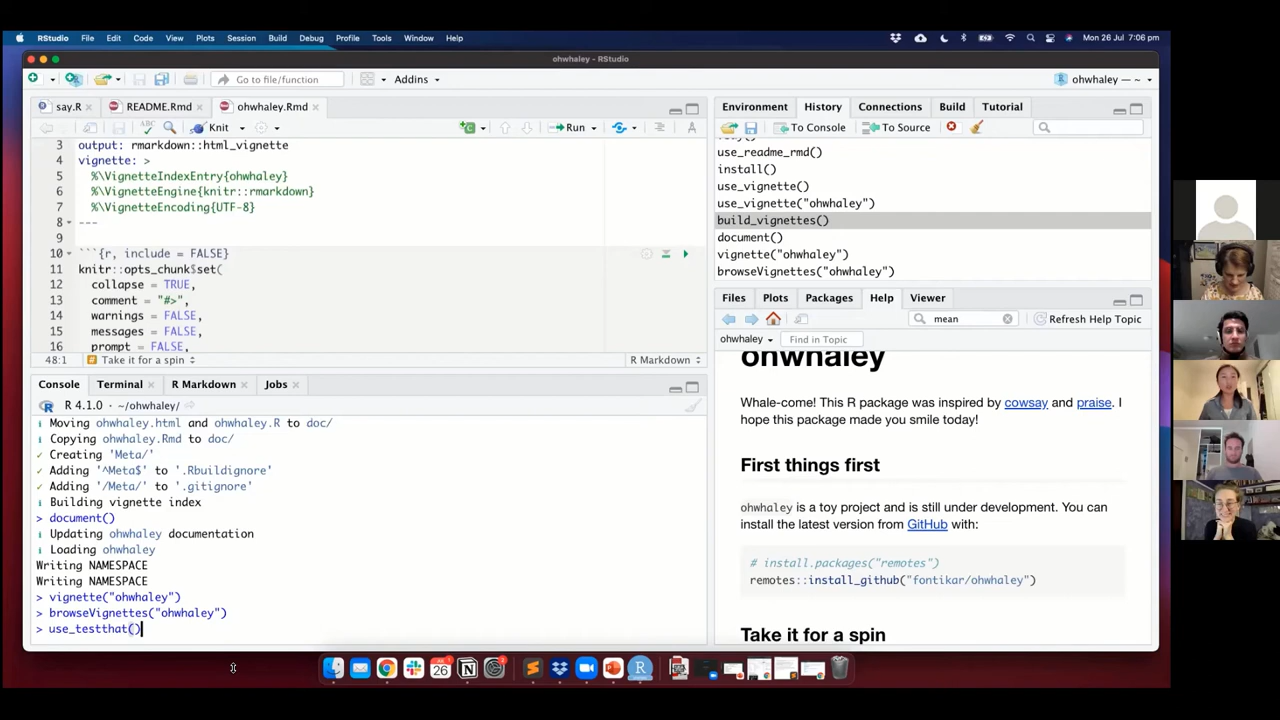 RStudio File Edit Code View Plots Session Build Debug Profile Tools Window Help Mon 26 Jul 7:06 pm
ohwhaley - RStudio
Go to file/function Addins ohwhaley — ~
say.R README.Rmd ohwhaley.Rmd
Knit Run
3 output: rmarkdown::html_vignette
4 vignette: >
5 %\VignetteIndexEntry{ohwhaley}
6 %\VignetteEngine{knitr::rmarkdown}
7 %\VignetteEncoding{UTF-8}
8 ---
9
10 ```{r, include = FALSE}
11 knitr::opts_chunk$set(
12 collapse = TRUE,
13 comment = "#>",
14 warnings = FALSE,
15 messages = FALSE,
16 prompt = FALSE,
48:1 # Take it for a spin R Markdown
Console Terminal R Markdown Jobs
R 4.1.0 · ~/ohwhaley/
i Moving ohwhaley.html and ohwhaley.R to doc/
i Copying ohwhaley.Rmd to doc/
✓ Creating 'Meta/'
✓ Adding '^Meta$' to '.Rbuildignore'
✓ Adding '/Meta/' to '.gitignore'
i Building vignette index
> document()
i Updating ohwhaley documentation
i Loading ohwhaley
Writing NAMESPACE
Writing NAMESPACE
> vignette("ohwhaley")
> browseVignettes("ohwhaley")
> use_testthat()
Environment History Connections Build Tutorial
To Console To Source
use_readme_rmd()
install()
use_vignette()
use_vignette("ohwhaley")
build_vignettes()
document()
vignette("ohwhaley")
browseVignettes("ohwhaley")
Files Plots Packages Help Viewer
mean Refresh Help Topic
ohwhaley Find in Topic
ohwhaley
Whale-come! This R package was inspired by cowsay and praise. I
hope this package made you smile today!
First things first
ohwhaley is a toy project and is still under development. You can
install the latest version from GitHub with:
# install.packages("remotes")
remotes::install_github("fontikar/ohwhaley")
Take it for a spin
26